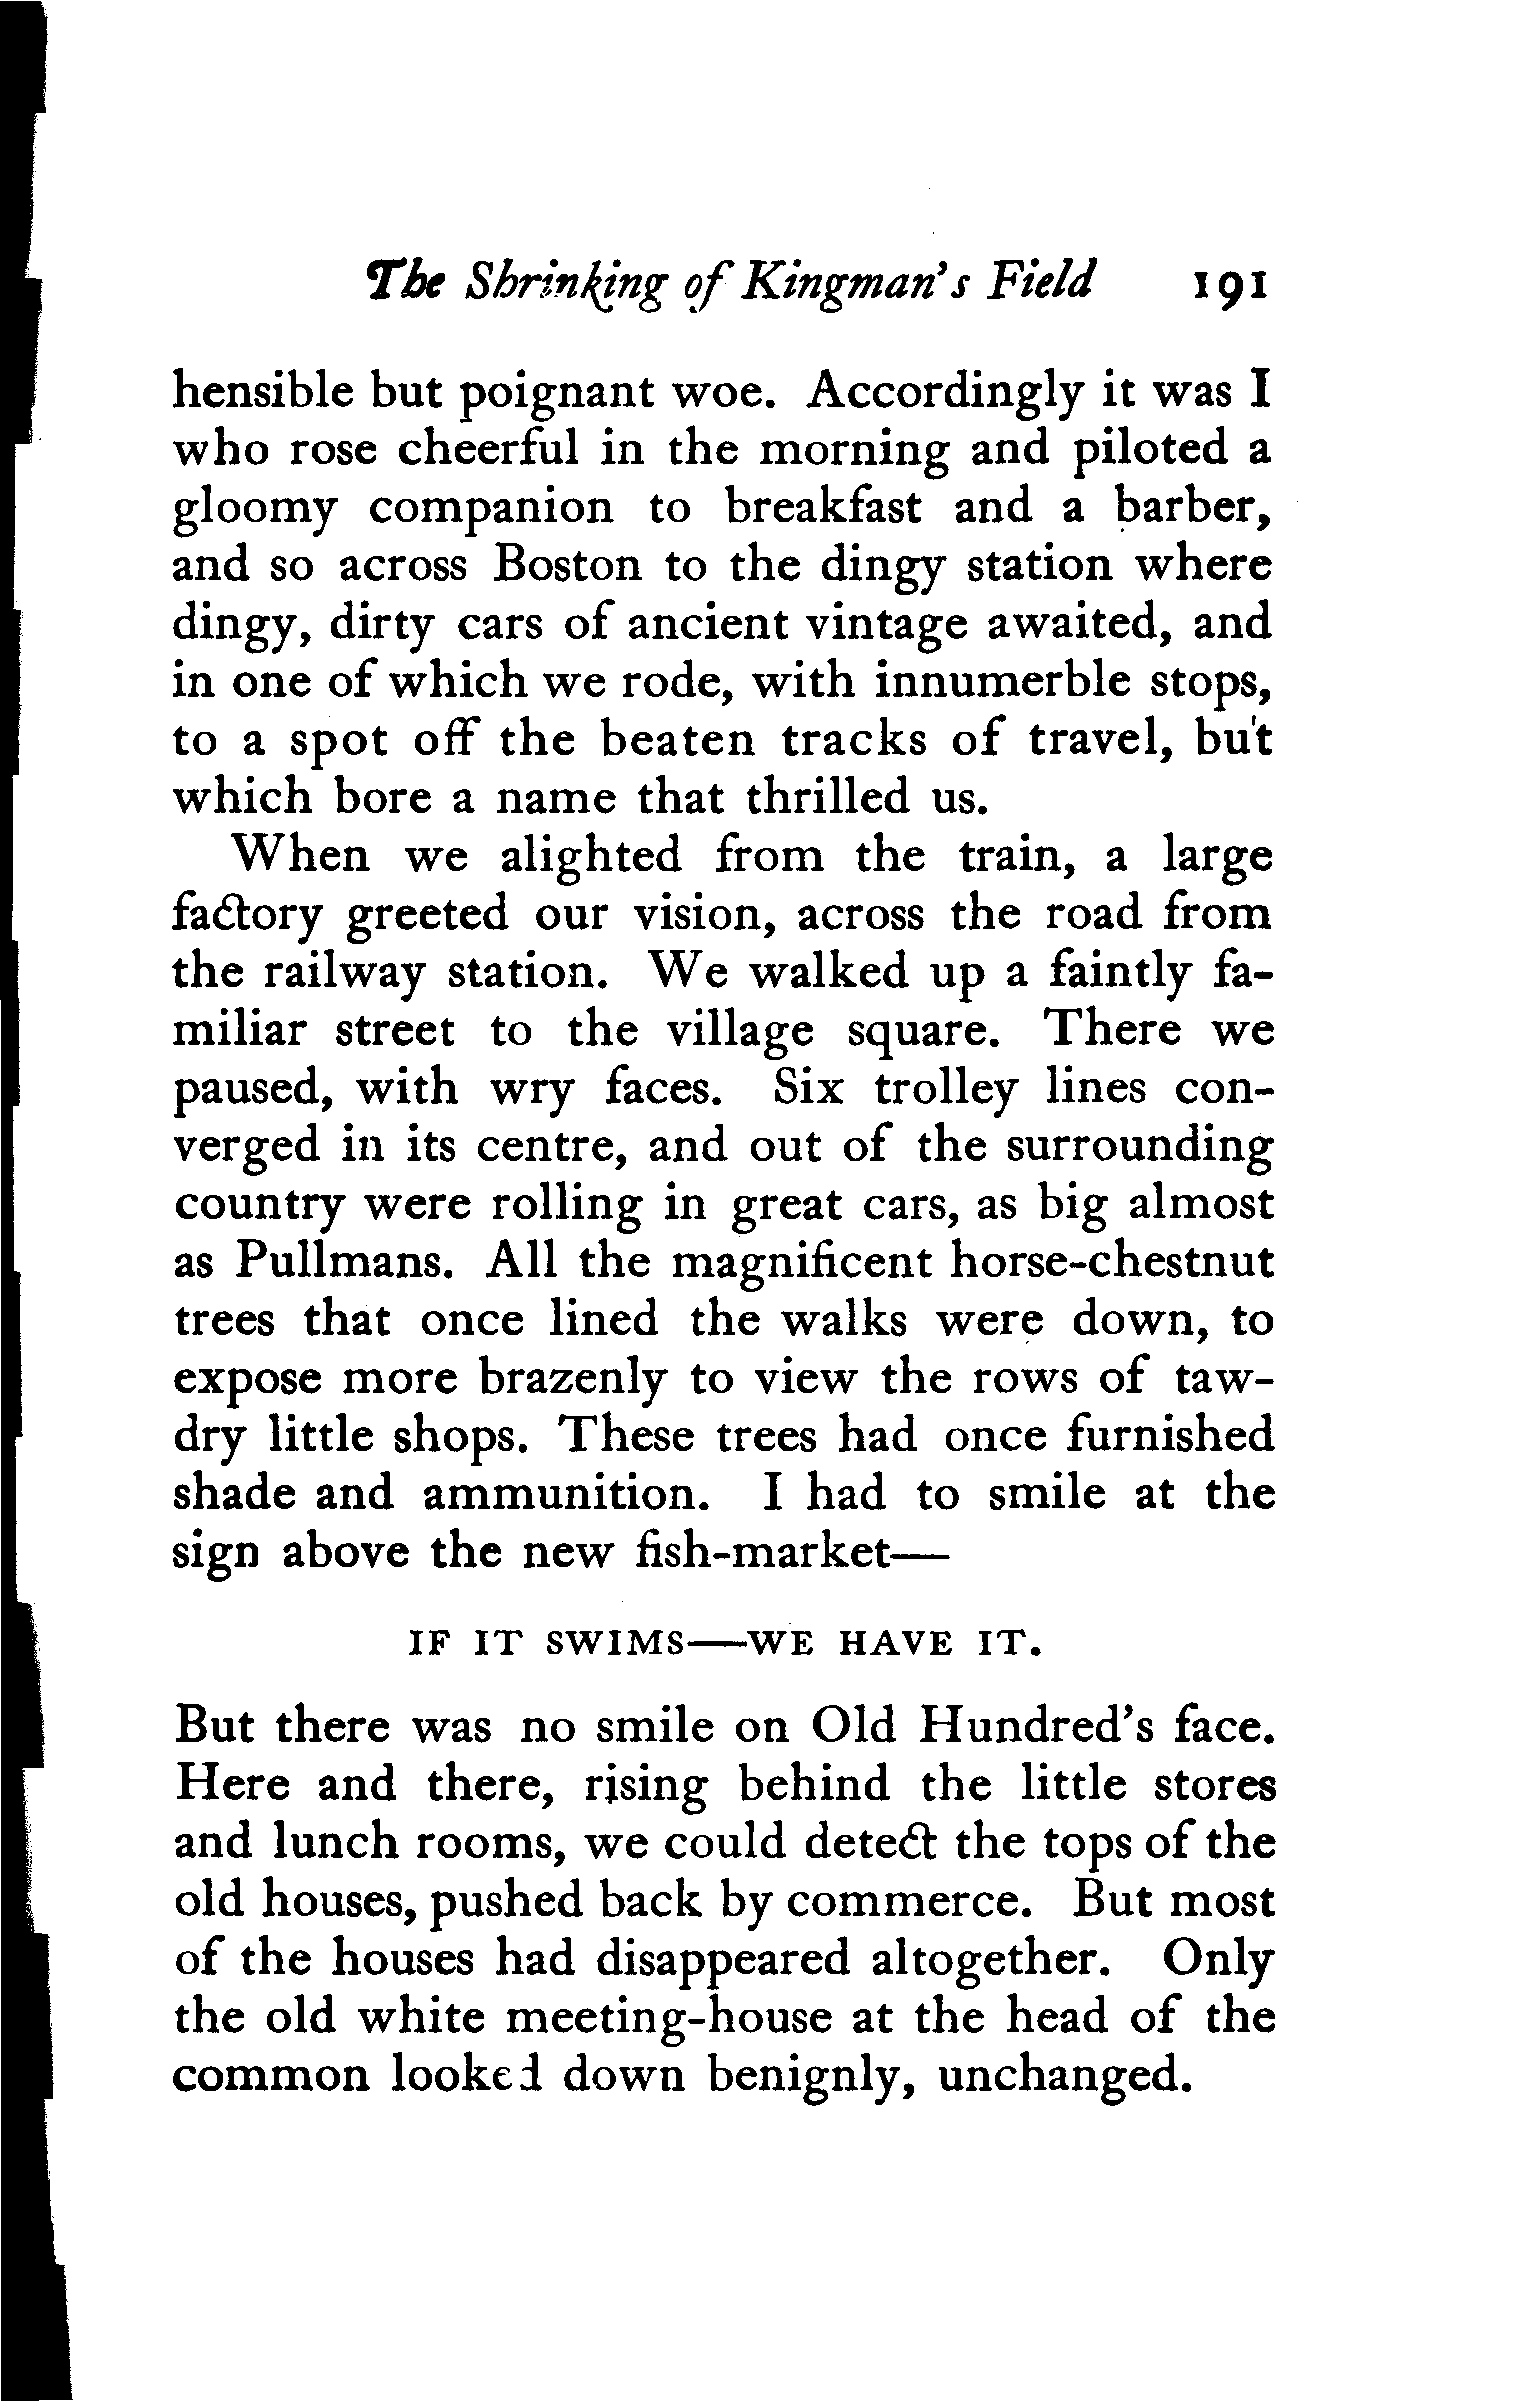 The Shrinking of Kingman's Field 191
hensible but poignant woe. Accordingly it was I
who rose cheerful in the morning and piloted a
gloomy companion to breakfast and a barber,
and so across Boston to the dingy station where
dingy, dirty cars of ancient vintage awaited, and
in one of which we rode, with innumerble stops,
to a spot off the beaten tracks of travel, but
which bore a name that thrilled us.
When we alighted from the train, a large
factory greeted our vision, across the road from
the railway station. We walked up a faintly fa-
miliar street to the village square. There we
paused, with wry faces. Six trolley lines con-
verged in its centre, and out of the surrounding
country were rolling in great cars, as big almost
as Pullmans. All the magnificent horse-chestnut
trees that once lined the walks were down, to
expose more brazenly to view the rows of taw-
dry little shops. These trees had once furnished
shade and ammunition. I had to smile at the
sign above the new fish-market—
IF IT SWIMS—WE HAVE IT.
But there was no smile on Old Hundred's face.
Here and there, rising behind the little stores
and lunch rooms, we could detect the tops of the
old houses, pushed back by commerce. But most
of the houses had disappeared altogether. Only
the old white meeting-house at the head of the
common looked down benignly, unchanged.